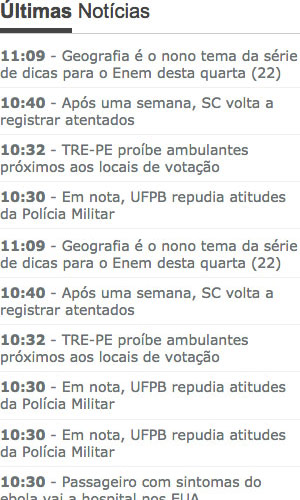 Últimas Notícias
11:09 - Geografia é o nono tema da série
de dicas para o Enem desta quarta (22)
10:40 - Após uma semana, SC volta a
registrar atentados
10:32 - TRE-PE proíbe ambulantes
próximos aos locais de votação
10:30 - Em nota, UFPB repudia atitudes
da Polícia Militar
11:09 - Geografia é o nono tema da série
de dicas para o Enem desta quarta (22)
10:40 - Após uma semana, SC volta a
registrar atentados
10:32 - TRE-PE proíbe ambulantes
próximos aos locais de votação
10:30 - Em nota, UFPB repudia atitudes
da Polícia Militar
10:30 - Em nota, UFPB repudia atitudes
da Polícia Militar
10:30 - Passageiro com sintomas do
ebola vai a hospital nos EUA